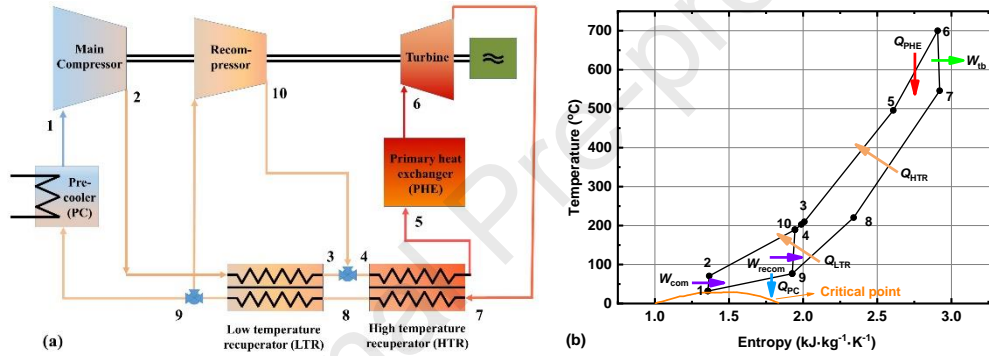 Main
Compressor
Recom-
pressor
Turbine
≈
2
10
6
1
Primary heat
exchanger
(PHE)
Pre-
cooler
(PC)
5
3
4
9
8
7
(a)
Low temperature
recuperator (LTR)
High temperature
recuperator (HTR)
Temperature (°C)
700
600
500
400
300
200
100
0
1.0
1.5
2.0
2.5
3.0
Entropy (kJ·kg⁻¹·K⁻¹)
(b)
Q_PHE
6
W_tb
5
7
Q_HTR
3
10
4
8
2
W_recom
Q_LTR
W_com
9
1
Q_PC
Critical point
Pre-p